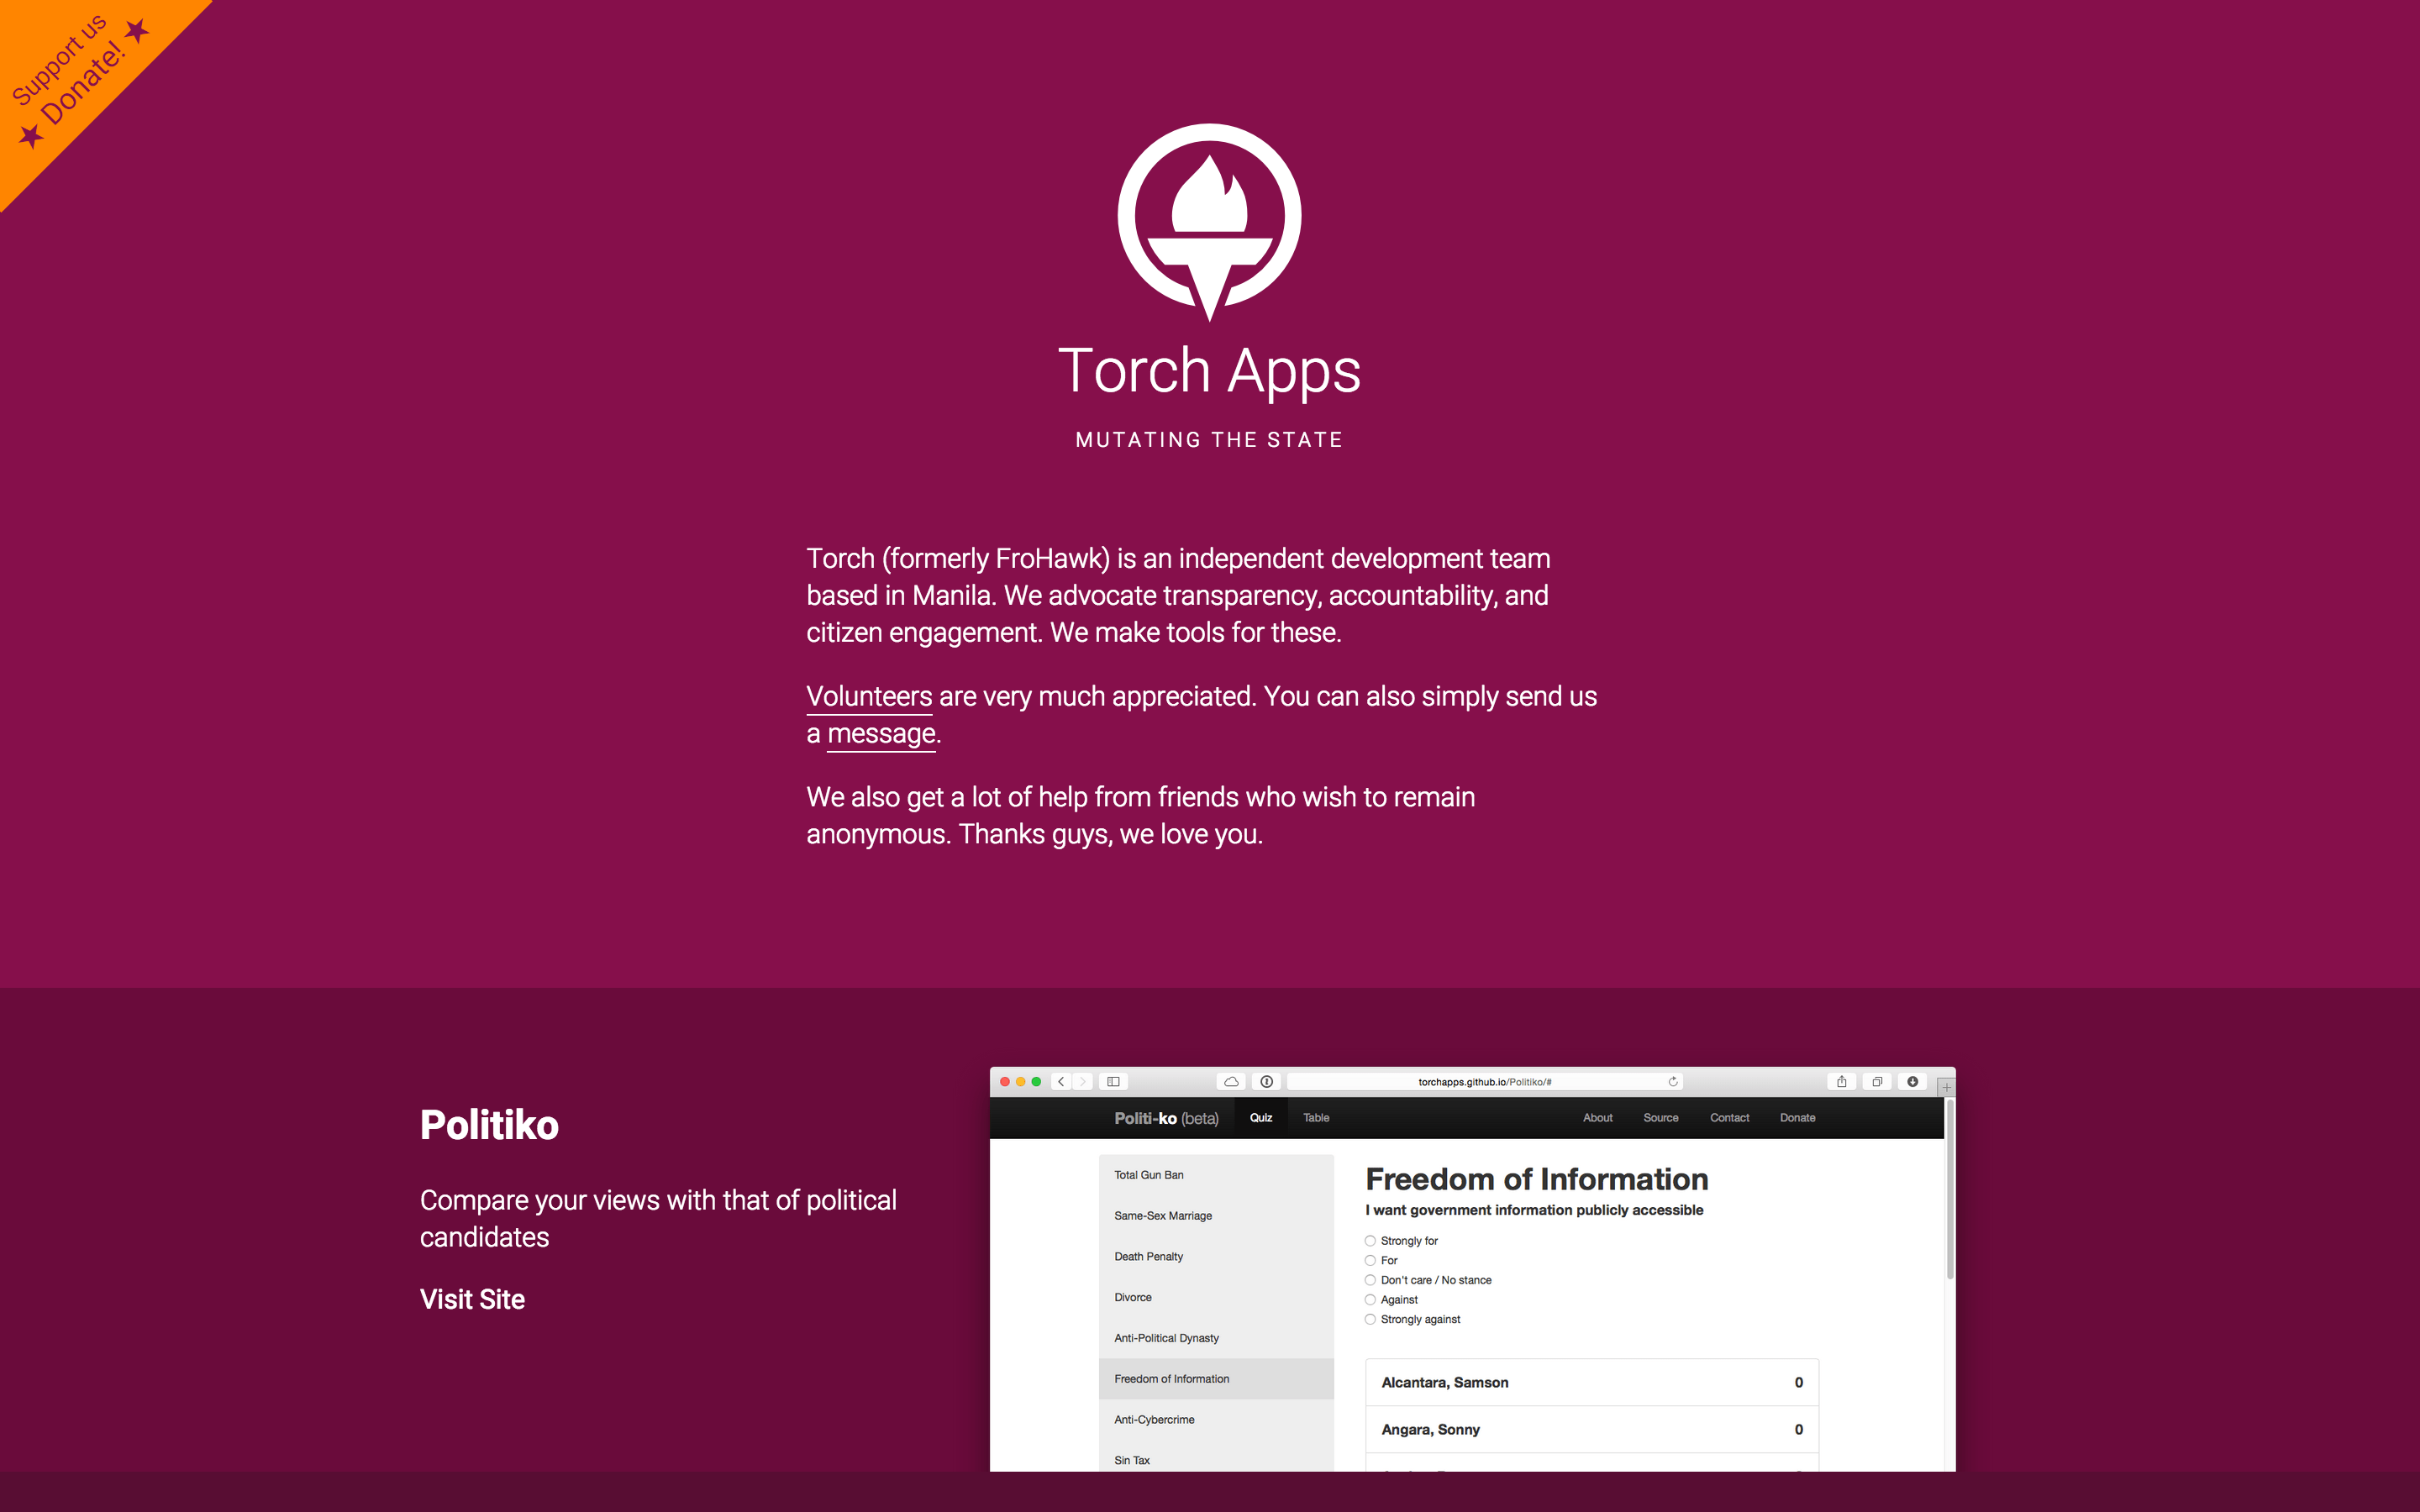 Support us
★ Donate! ★
Torch Apps
MUTATING THE STATE
Torch (formerly FroHawk) is an independent development team
based in Manila. We advocate transparency, accountability, and
citizen engagement. We make tools for these.
Volunteers are very much appreciated. You can also simply send us
a message.
We also get a lot of help from friends who wish to remain
anonymous. Thanks guys, we love you.
Politiko
Compare your views with that of political
candidates
Visit Site
torchapps.github.io/Politiko/#
Politi-ko (beta) Quiz Table About Source Contact Donate
Total Gun Ban
Same-Sex Marriage
Death Penalty
Divorce
Anti-Political Dynasty
Freedom of Information
Anti-Cybercrime
Sin Tax
Freedom of Information
I want government information publicly accessible
Strongly for
For
Don't care / No stance
Against
Strongly against
Alcantara, Samson 0
Angara, Sonny 0